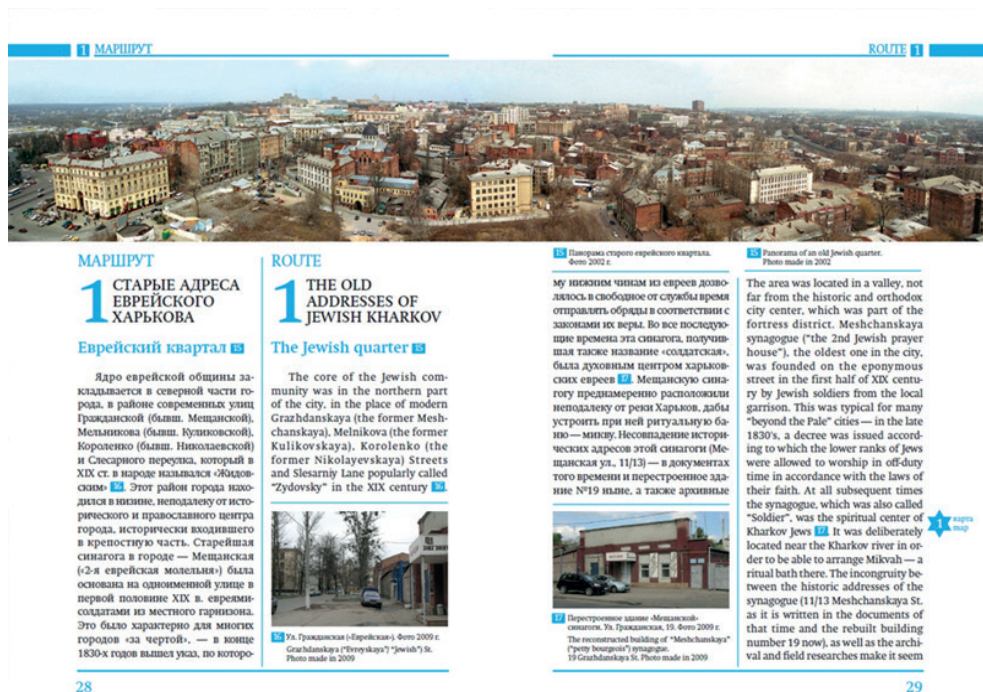 1 МАРШРУТ
МАРШРУТ
1 СТАРЫЕ АДРЕСА
ЕВРЕЙСКОГО
ХАРЬКОВА
Еврейский квартал 15
Ядро еврейской общины за-
кладывается в северной части го-
рода, в районе современных улиц
Гражданской (бывш. Мещанской),
Мельникова (бывш. Куликовской),
Короленко (бывш. Николаевской)
и Слесарного переулка, который в
XIX ст. в народе назывался «Жидов-
ским» 16. Этот район города нахо-
дился в низине, неподалеку от исто-
рического и православного центра
города, исторически входившего
в крепостную часть. Старейшая
синагога в городе — Мещанская
(«2-я еврейская молельня») была
основана на одноименной улице в
первой половине XIX в. евреями-
солдатами из местного гарнизона.
Это было характерно для многих
городов «за чертой», — в конце
1830-х годов вышел указ, по которо-
28
ROUTE
1 THE OLD
ADDRESSES OF
JEWISH KHARKOV
The Jewish quarter 15
The core of the Jewish com-
munity was in the northern part
of the city, in the place of modern
Grazhdanskaya (the former Mesh-
chanskaya), Melnikova (the former
Kulikovskaya), Korolenko (the
former Nikolayevskaya) Streets
and Slesarniy Lane popularly called
“Zydovsky” in the XIX century 16.
16 Ул. Гражданская («Еврейская»). Фото 2009 г.
Grazhdanskaya (“Evreyskaya”) “Jewish”) St.
Photo made in 2009
ROUTE 1
15 Панорама старого еврейского квартала.
Фото 2002 г.
му нижним чинам из евреев дозво-
лялось в свободное от службы время
отправлять обряды в соответствии с
законами их веры. Во все последую-
щие времена эта синагога, получив-
шая также название «солдатская»,
была духовным центром харьков-
ских евреев 17. Мещанскую сина-
гогу преднамеренно расположили
неподалеку от реки Харьков, дабы
устроить при ней ритуальную ба-
ню — микву. Несовпадение истори-
ческих адресов этой синагоги (Ме-
щанская ул., 11/13) — в документах
того времени и перестроенное зда-
ние №19 ныне, а также архивные
17 Перестроенное здание «Мещанской»
синагоги. Ул. Гражданская, 19. Фото 2009 г.
The reconstructed building of “Meshchanskaya”
(“petty bourgeois”) synagogue.
19 Grazhdanskaya St. Photo made in 2009
15 Panorama of an old Jewish quarter.
Photo made in 2002
The area was located in a valley, not
far from the historic and orthodox
city center, which was part of the
fortress district. Meshchanskaya
synagogue (“the 2nd Jewish prayer
house”), the oldest one in the city,
was founded on the eponymous
street in the first half of XIX centu-
ry by Jewish soldiers from the local
garrison. This was typical for many
“beyond the Pale” cities — in the late
1830’s, a decree was issued accord-
ing to which the lower ranks of Jews
were allowed to worship in off-duty
time in accordance with the laws of
their faith. At all subsequent times
the synagogue, which was also called
“Soldier”, was the spiritual center of
Kharkov Jews 17. It was deliberately
located near the Kharkov river in or-
der to be able to arrange Mikvah — a
ritual bath there. The incongruity be-
tween the historic addresses of the
synagogue (11/13 Meshchanskaya St.
as it is written in the documents of
that time and the rebuilt building
number 19 now), as well as the archi-
val and field researches make it seem
1 карта
map
29